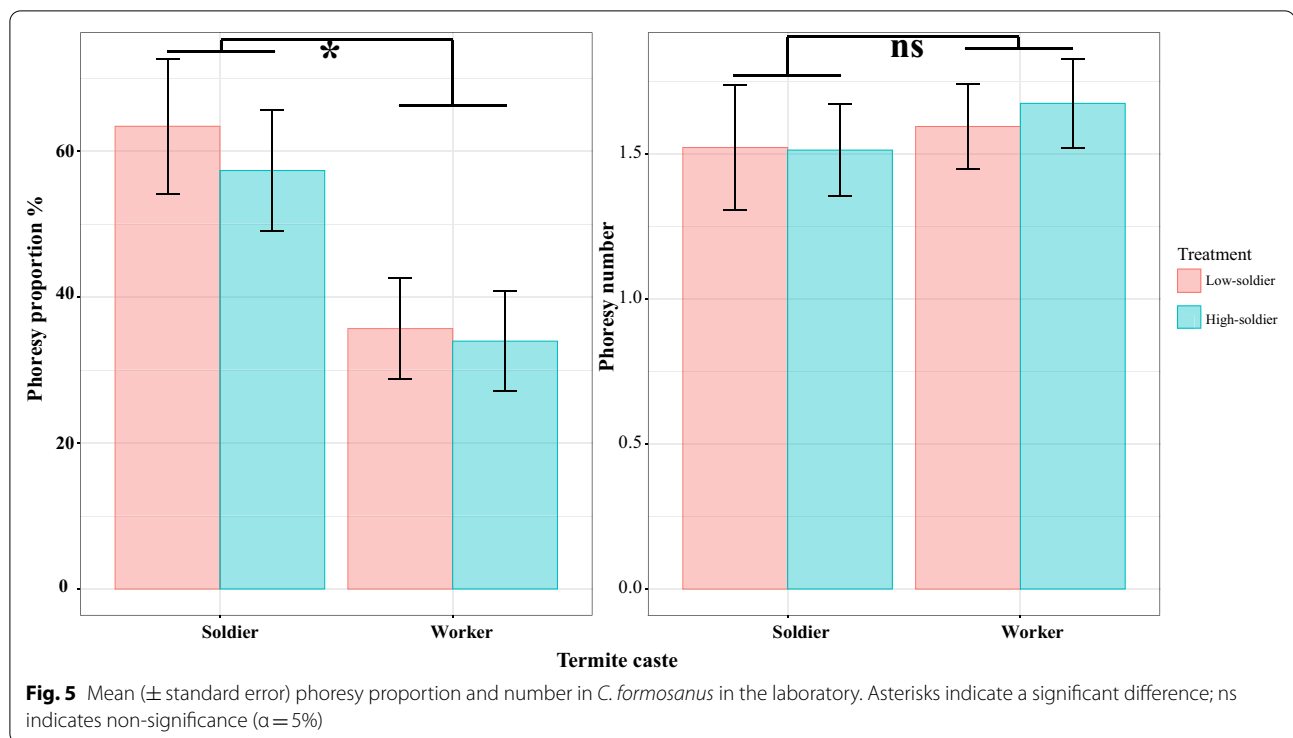 *
ns
Phoresy proportion %
60
40
20
0
Soldier
Worker
Phoresy number
1.5
1.0
0.5
0.0
Soldier
Worker
Termite caste
Treatment
Low-soldier
High-soldier
Fig. 5 Mean (± standard error) phoresy proportion and number in C. formosanus in the laboratory. Asterisks indicate a significant difference; ns
indicates non-significance (α = 5%)